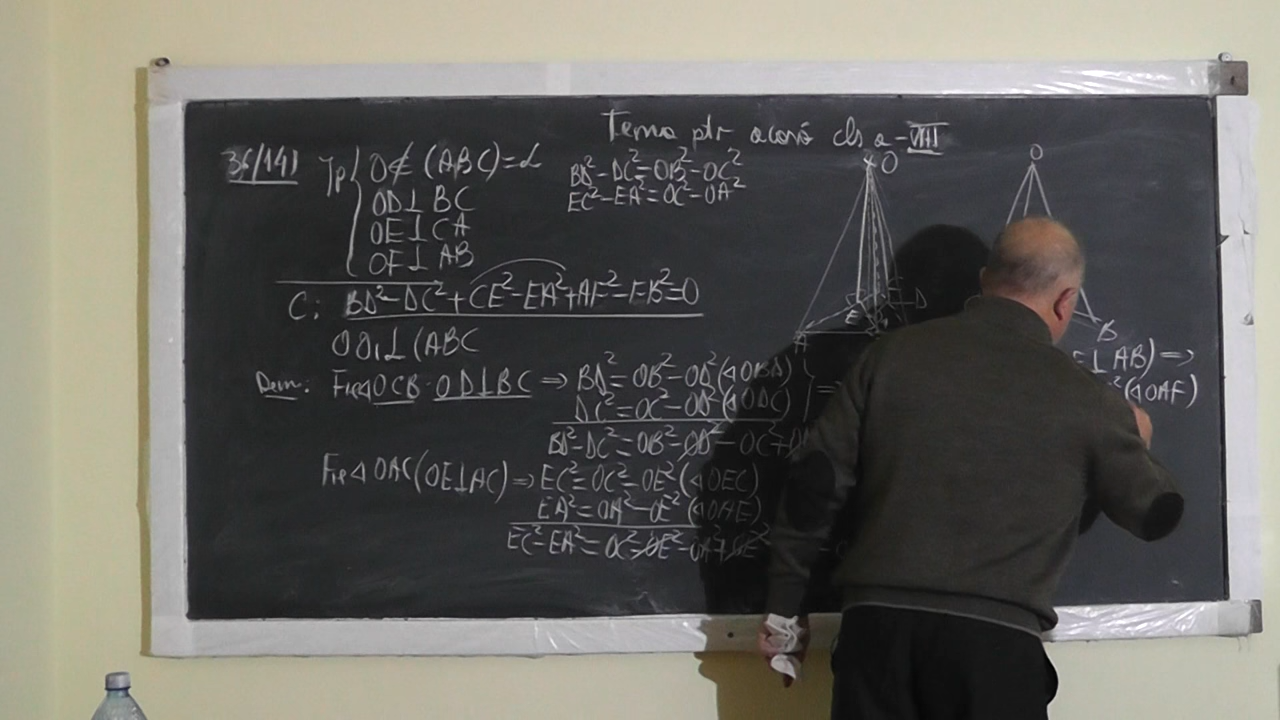 Tema ptr acasă cls a-VIII
36/141 Ip O∉ (ABC)=α
OD⊥BC
OE⊥CA
OF⊥AB
BD²-DC²=OB²-OC²
EC²-EA²=OC²-OA²
C: BD²-DC²+CE²-EA²+AF²-FB²=0
OO₁⊥(ABC
Dem: Fie◁OCB: OD⊥BC ⇒ BD²=OB²-OD²(◁OBD)
DC²=OC²-OD²(◁ODC) ⇒
BD²-DC²=OB²-OD²-OC²+
Fie◁OAC(OE⊥AC)⇒ EC²=OC²-OE²(◁OEC)
EA²=OA²-OE²(◁OAE)
EC²-EA²=OC²-OE²-OA²+OE²
O
D
E
A
O
B
⊥AB)⇒
²(◁OAF)